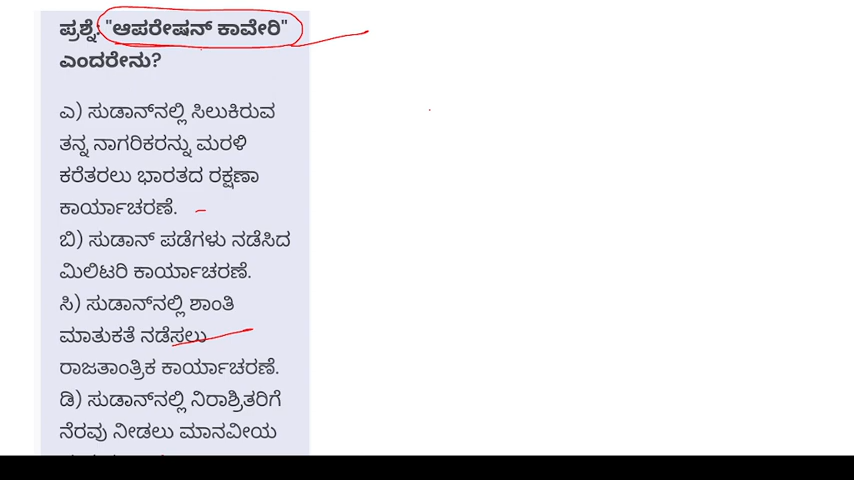 ಪ್ರಶ್ನೆ: "ಆಪರೇಷನ್ ಕಾವೇರಿ"
ಎಂದರೇನು?
ಎ) ಸುಡಾನ್‌ನಲ್ಲಿ ಸಿಲುಕಿರುವ
ತನ್ನ ನಾಗರಿಕರನ್ನು ಮರಳಿ
ಕರೆತರಲು ಭಾರತದ ರಕ್ಷಣಾ
ಕಾರ್ಯಾಚರಣೆ.
ಬಿ) ಸುಡಾನ್ ಪಡೆಗಳು ನಡೆಸಿದ
ಮಿಲಿಟರಿ ಕಾರ್ಯಾಚರಣೆ.
ಸಿ) ಸುಡಾನ್‌ನಲ್ಲಿ ಶಾಂತಿ
ಮಾತುಕತೆ ನಡೆಸಲು
ರಾಜತಾಂತ್ರಿಕ ಕಾರ್ಯಾಚರಣೆ.
ಡಿ) ಸುಡಾನ್‌ನಲ್ಲಿ ನಿರಾಶ್ರಿತರಿಗೆ
ನೆರವು ನೀಡಲು ಮಾನವೀಯ